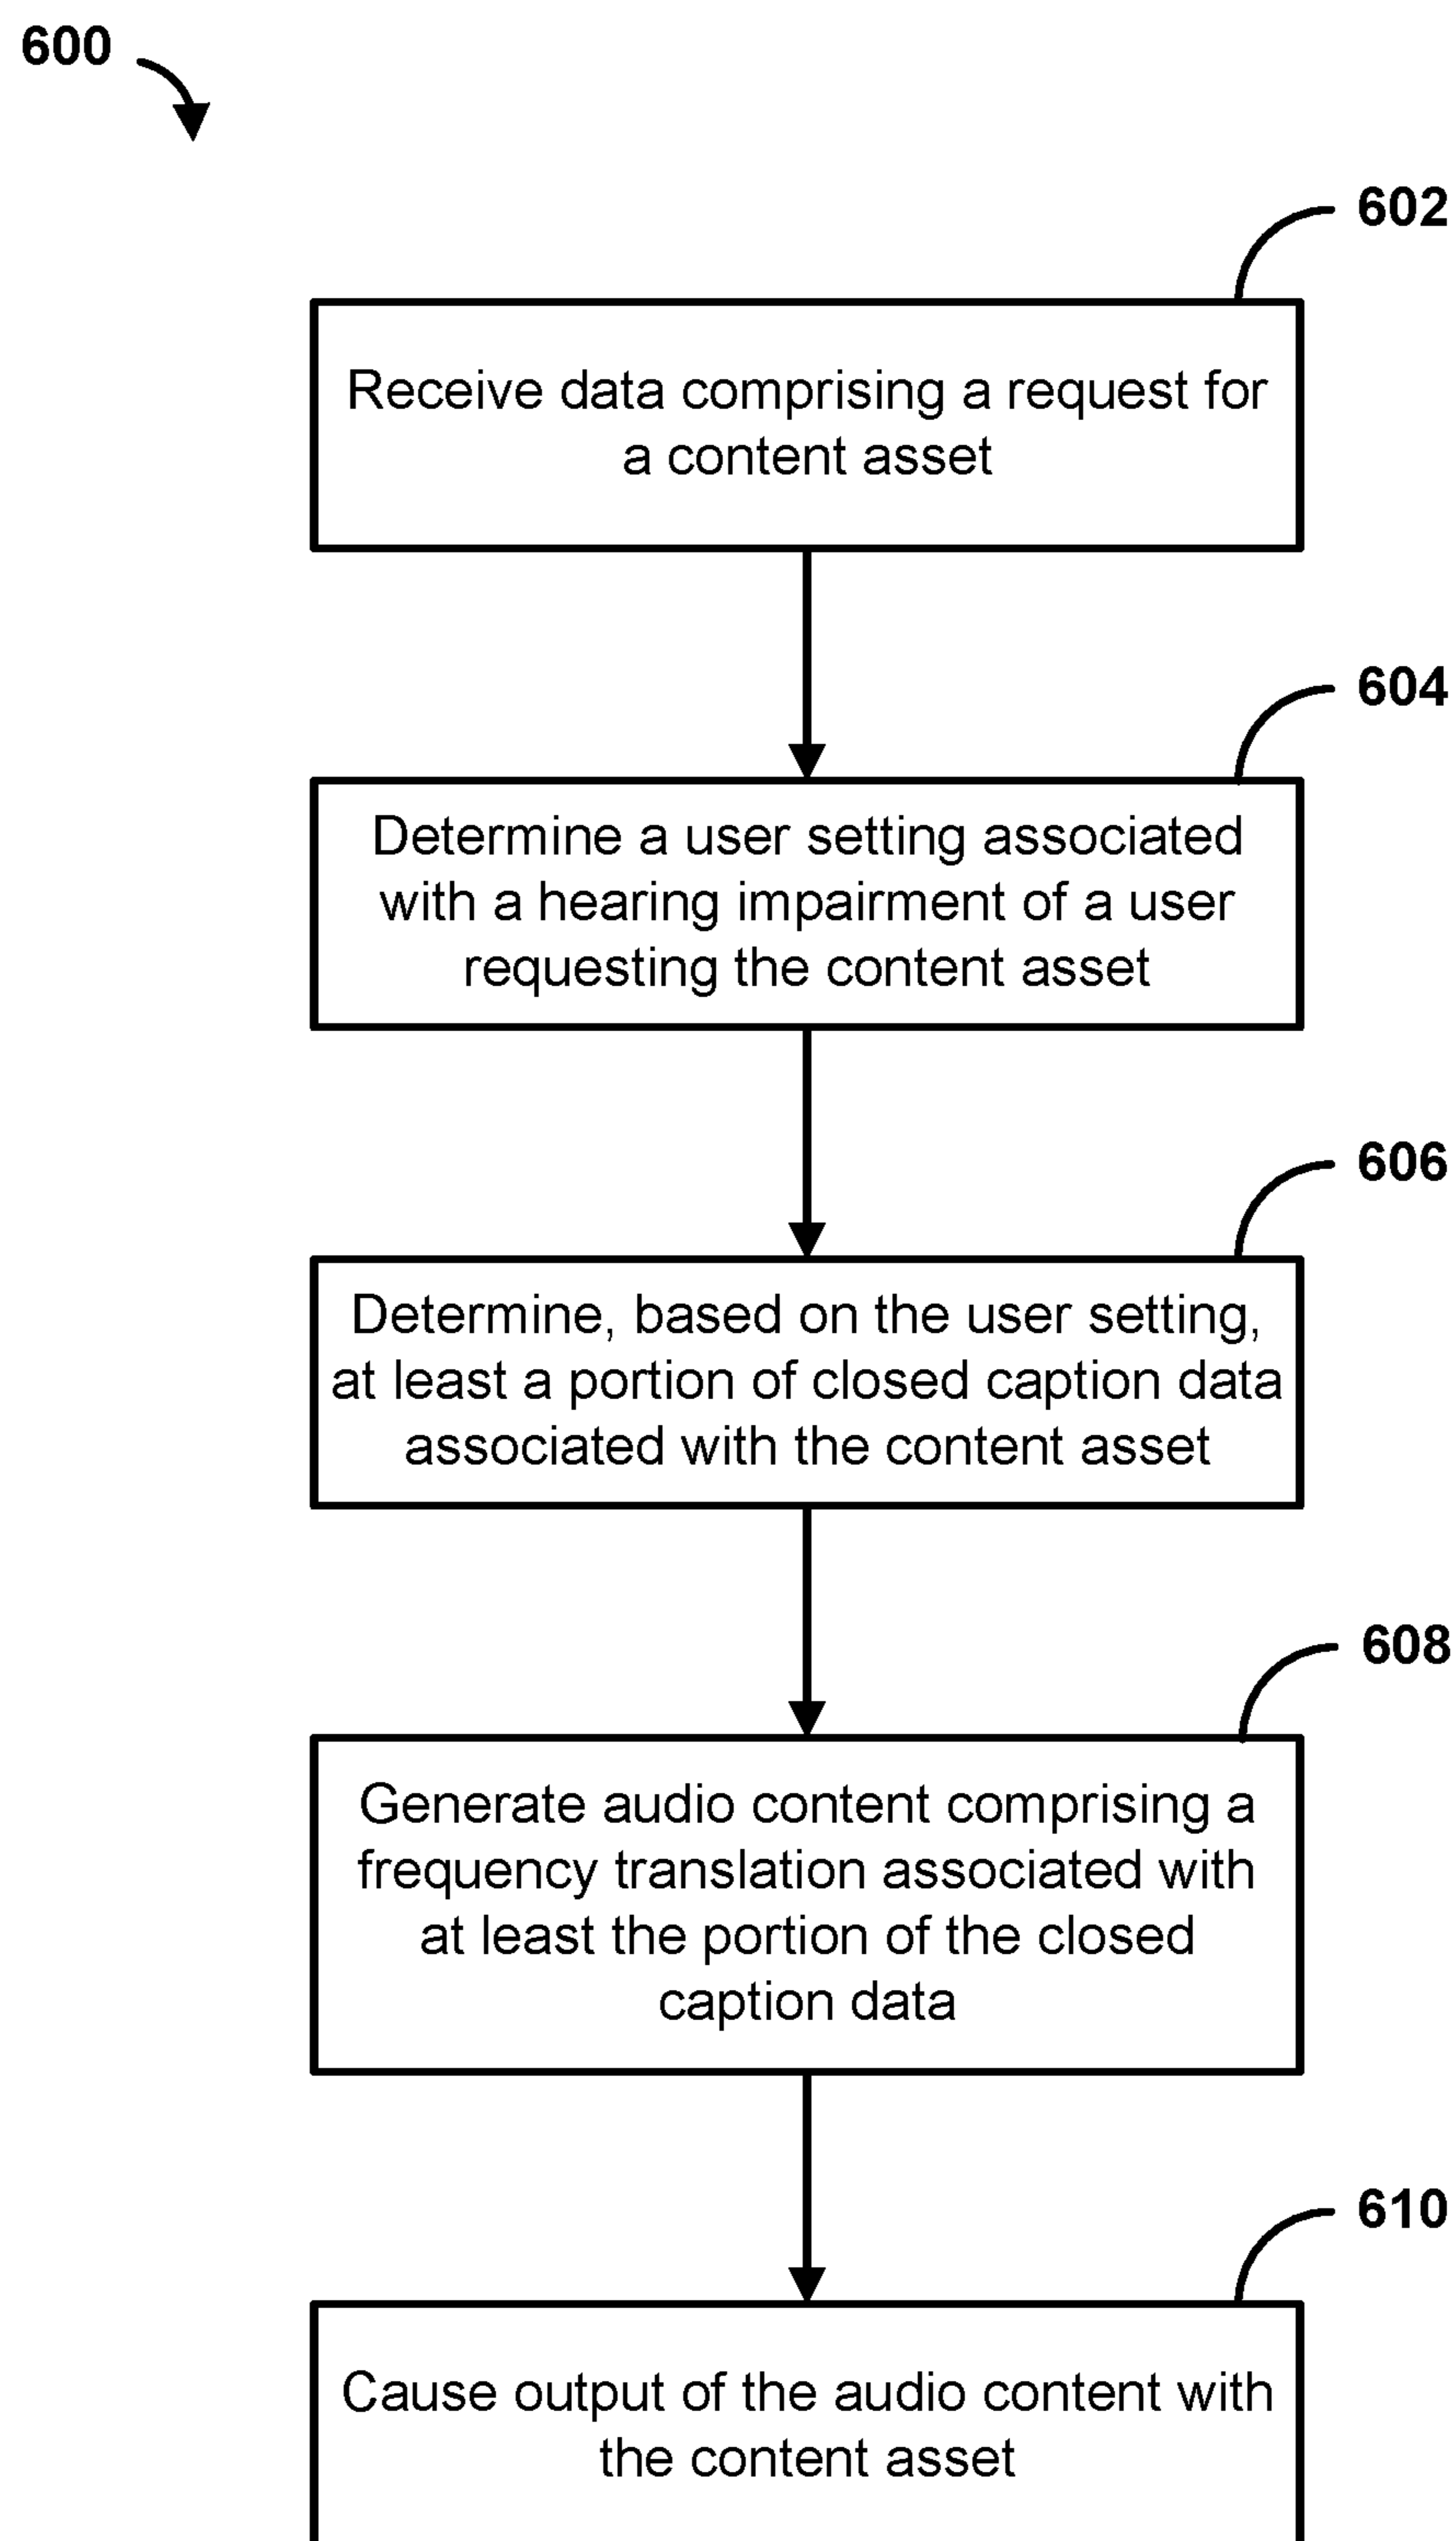 600
602
Receive data comprising a request for
a content asset
604
Determine a user setting associated
with a hearing impairment of a user
requesting the content asset
606
Determine, based on the user setting,
at least a portion of closed caption data
associated with the content asset
608
Generate audio content comprising a
frequency translation associated with
at least the portion of the closed
caption data
610
Cause output of the audio content with
the content asset